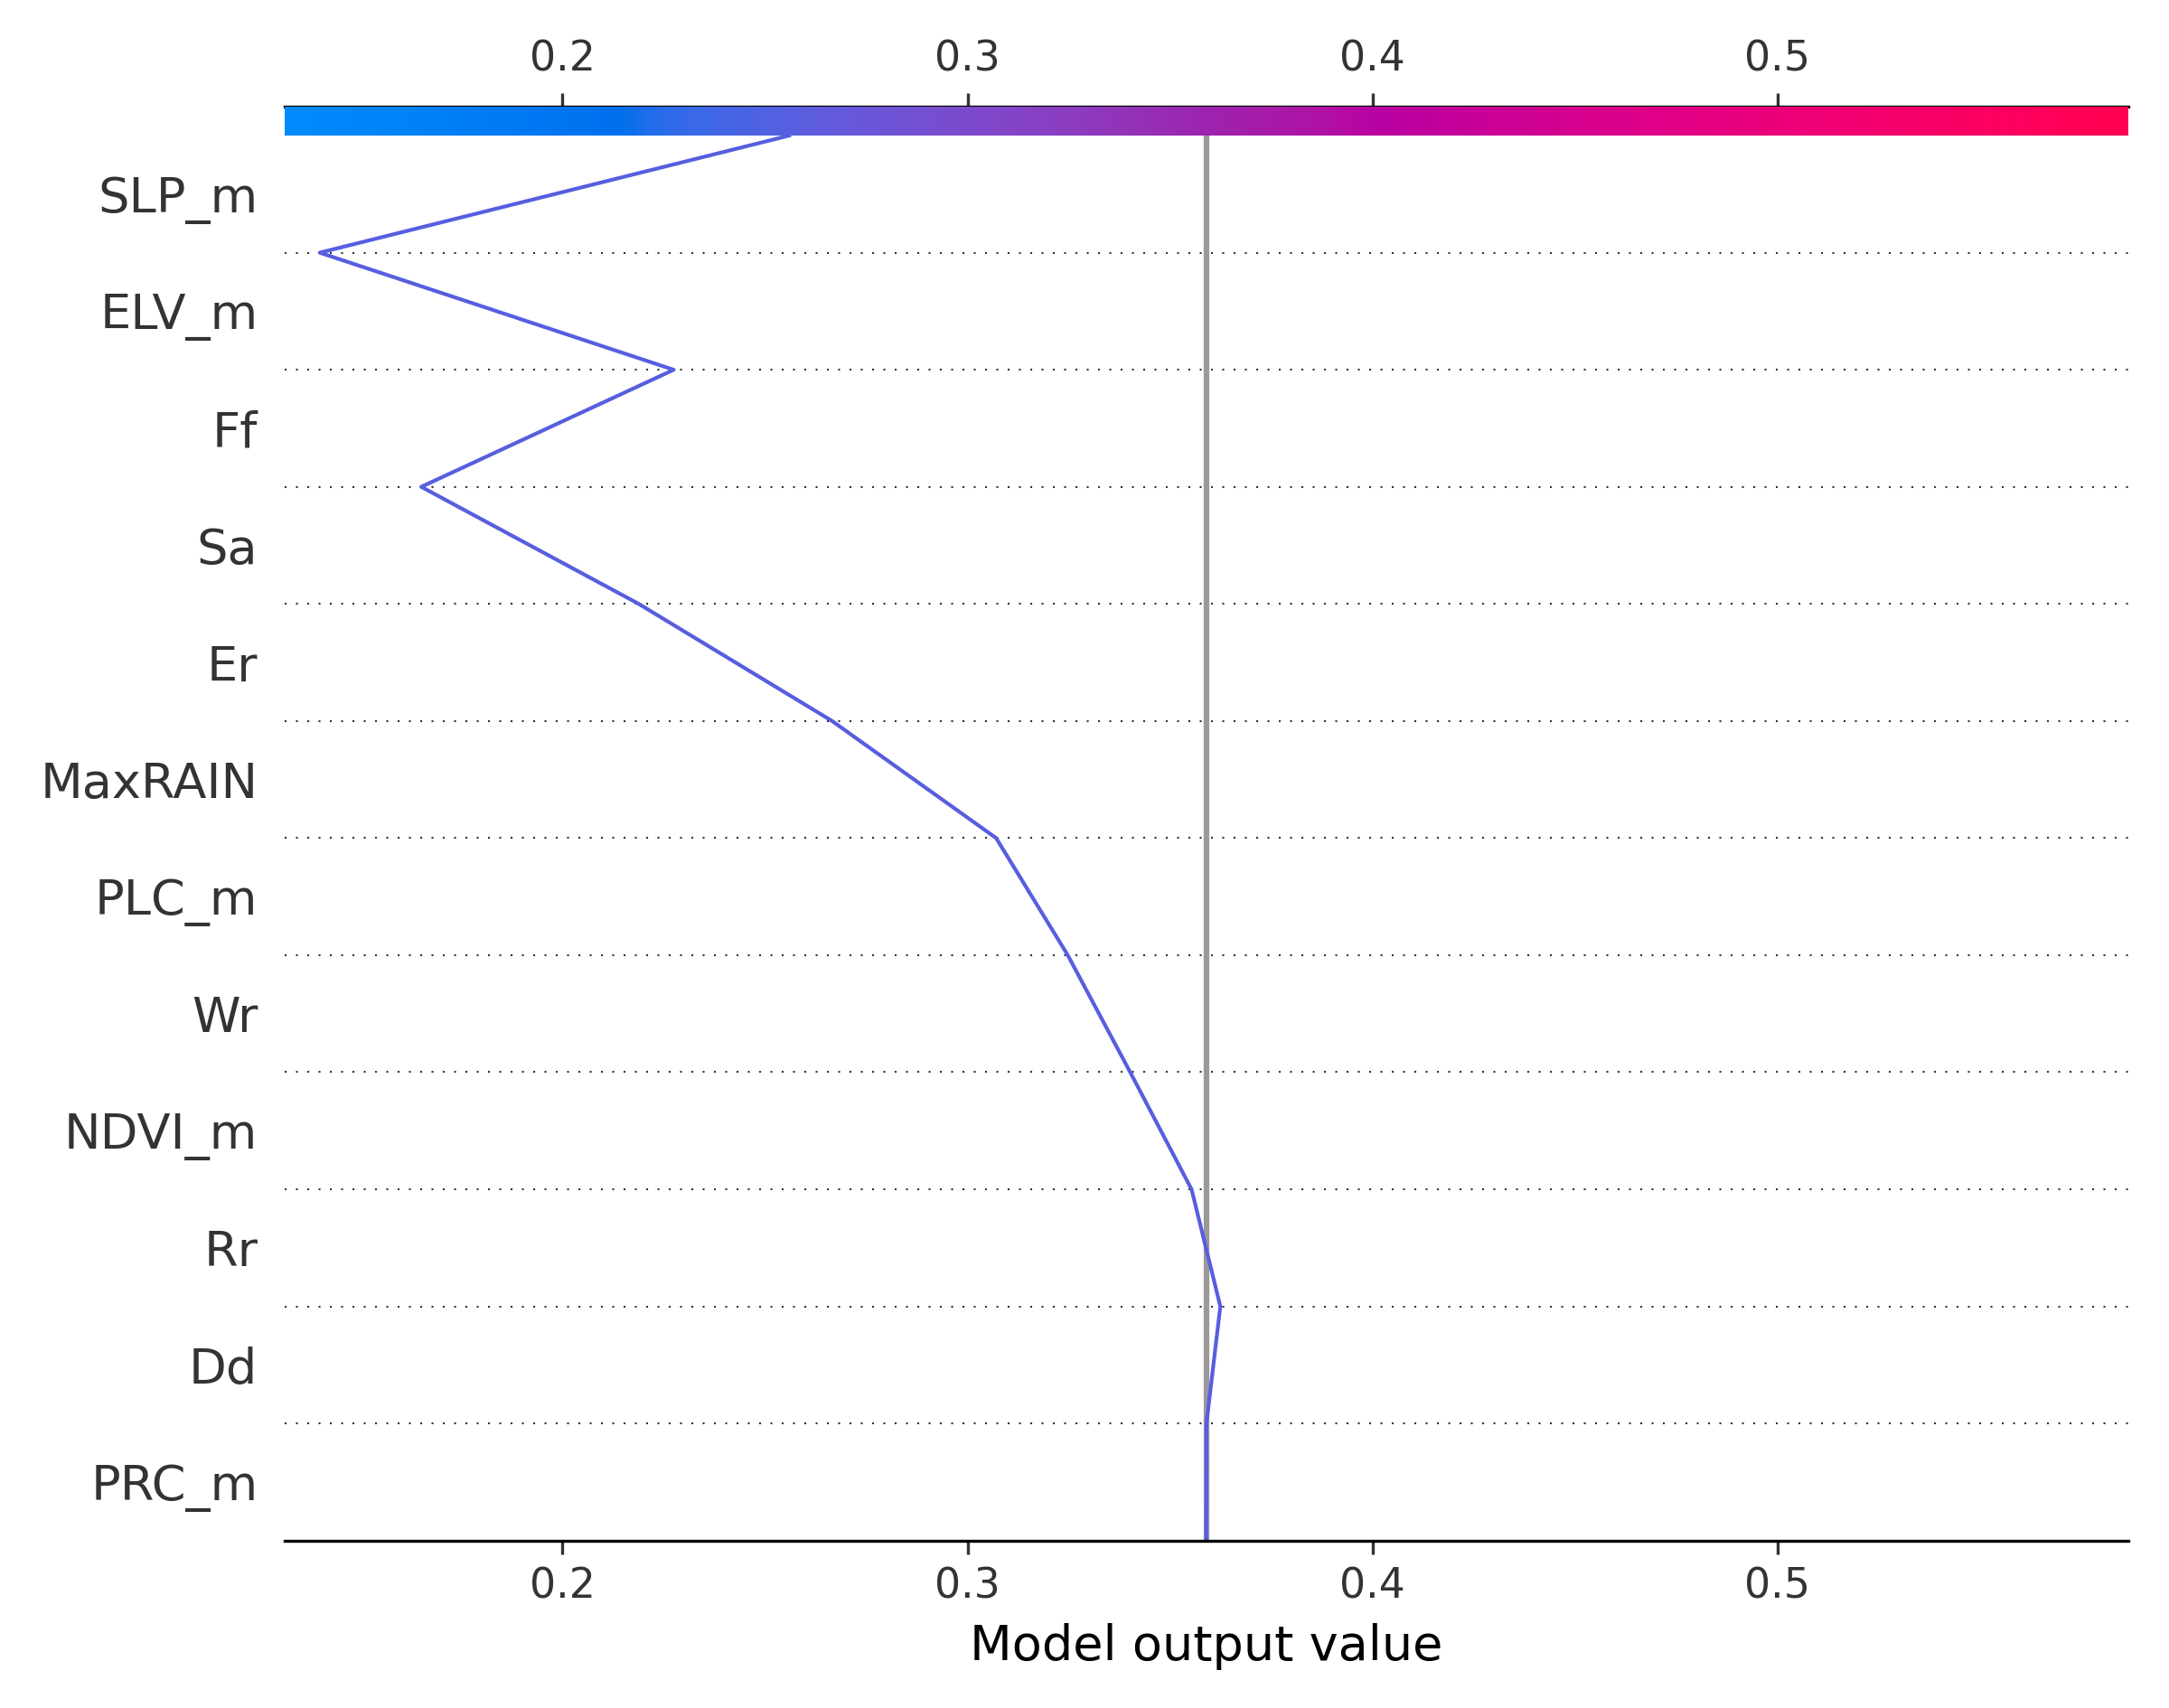 0.2 0.3 0.4 0.5
SLP_m
ELV_m
Ff
Sa
Er
MaxRAIN
PLC_m
Wr
NDVI_m
Rr
Dd
PRC_m
0.2 0.3 0.4 0.5
Model output value